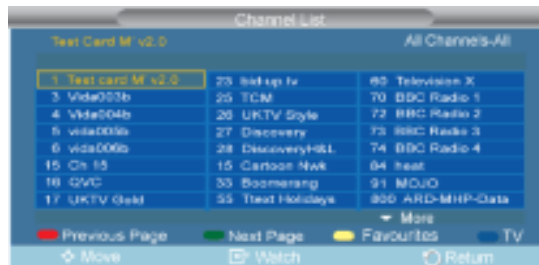 Channel List
Test Card M' v2.0 All Channels-All
1 Test card M' v2.0 23 bid-up.tv 60 Television X
3 Vida003b 25 TCM 70 BBC Radio 1
4 Vida004b 26 UKTV Style 72 BBC Radio 2
5 vida005b 27 Discovery 73 BBC Radio 3
6 vida006b 28 DiscoveryH&L 74 BBC Radio 4
15 Ch 15 15 Cartoon Nwk 84 heat
16 QVC 33 Boomerang 91 MOJO
17 UKTV Gold 55 Ttext Holidays 800 ARD-MHP-Data
More
Previous Page Next Page Favourites TV
Move Watch Return